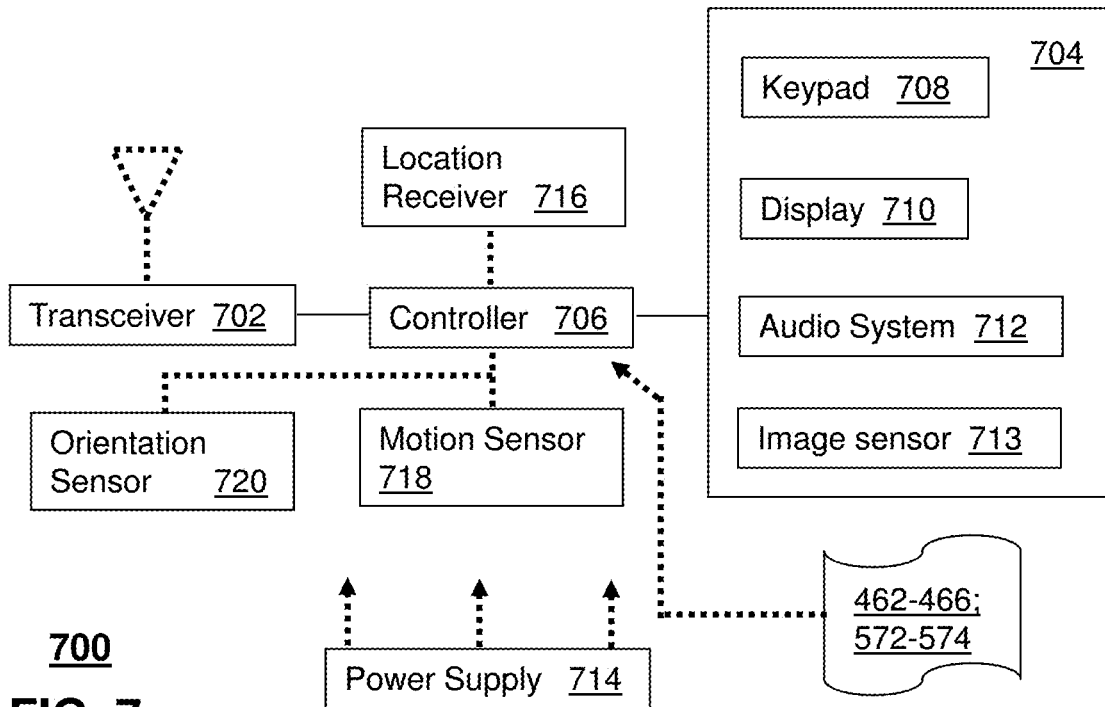 704
Keypad 708
Location
Receiver 716
Display 710
Transceiver 702
Controller 706
Audio System 712
Orientation
Sensor 720
Motion Sensor
718
Image sensor 713
462-466;
572-574
700
Power Supply 714
FIG. 7